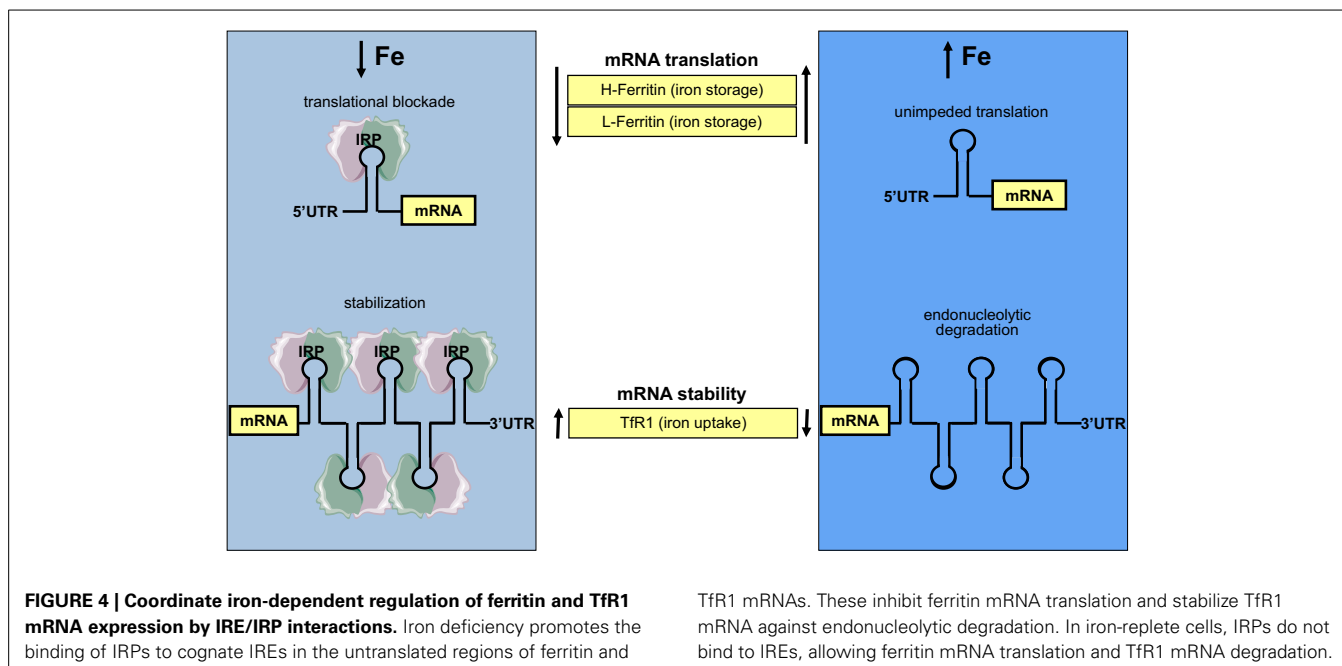 Fe
translational blockade
IRP
5'UTR
mRNA
stabilization
IRP IRP IRP
mRNA
3'UTR
mRNA translation
H-Ferritin (iron storage)
L-Ferritin (iron storage)
mRNA stability
TfR1 (iron uptake)
Fe
unimpeded translation
5'UTR
mRNA
endonucleolytic
degradation
mRNA
3'UTR
FIGURE 4 | Coordinate iron-dependent regulation of ferritin and TfR1
mRNA expression by IRE/IRP interactions. Iron deficiency promotes the
binding of IRPs to cognate IREs in the untranslated regions of ferritin and
TfR1 mRNAs. These inhibit ferritin mRNA translation and stabilize TfR1
mRNA against endonucleolytic degradation. In iron-replete cells, IRPs do not
bind to IREs, allowing ferritin mRNA translation and TfR1 mRNA degradation.